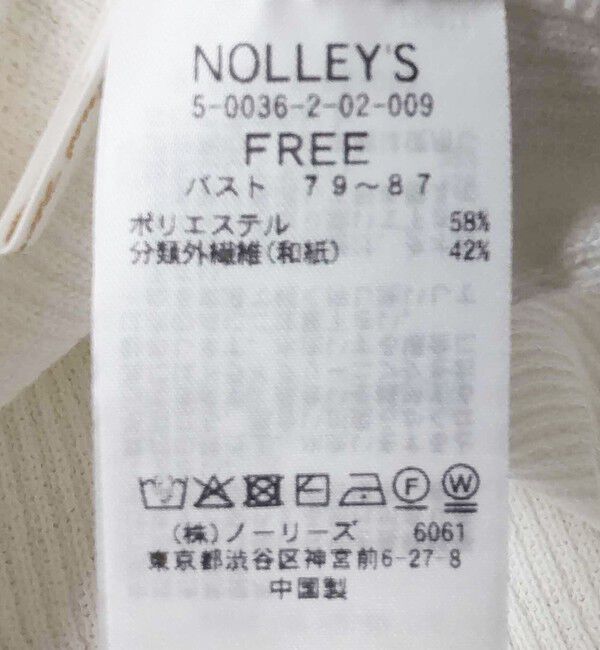 NOLLEY'S
5-0036-2-02-009
FREE
バスト 79～87
ポリエステル 58%
分類外繊維(和紙) 42%
F W
(株)ノーリーズ 6061
東京都渋谷区神宮前6-27-8
中国製